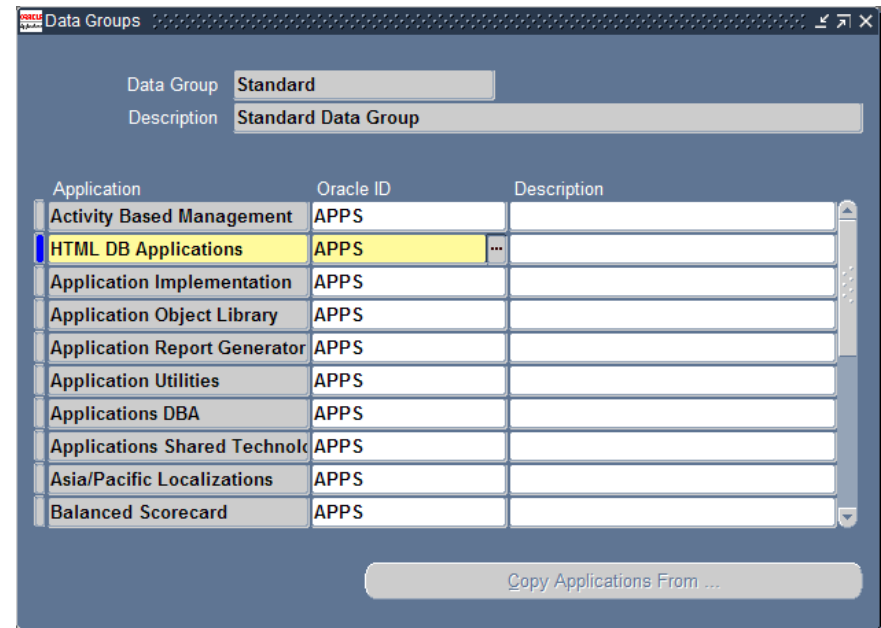 ORACLE
Data Groups
Data Group Standard
Description Standard Data Group
Application Oracle ID Description
Activity Based Management APPS
HTML DB Applications APPS ...
Application Implementation APPS
Application Object Library APPS
Application Report Generator APPS
Application Utilities APPS
Applications DBA APPS
Applications Shared Technolo APPS
Asia/Pacific Localizations APPS
Balanced Scorecard APPS
Copy Applications From ...